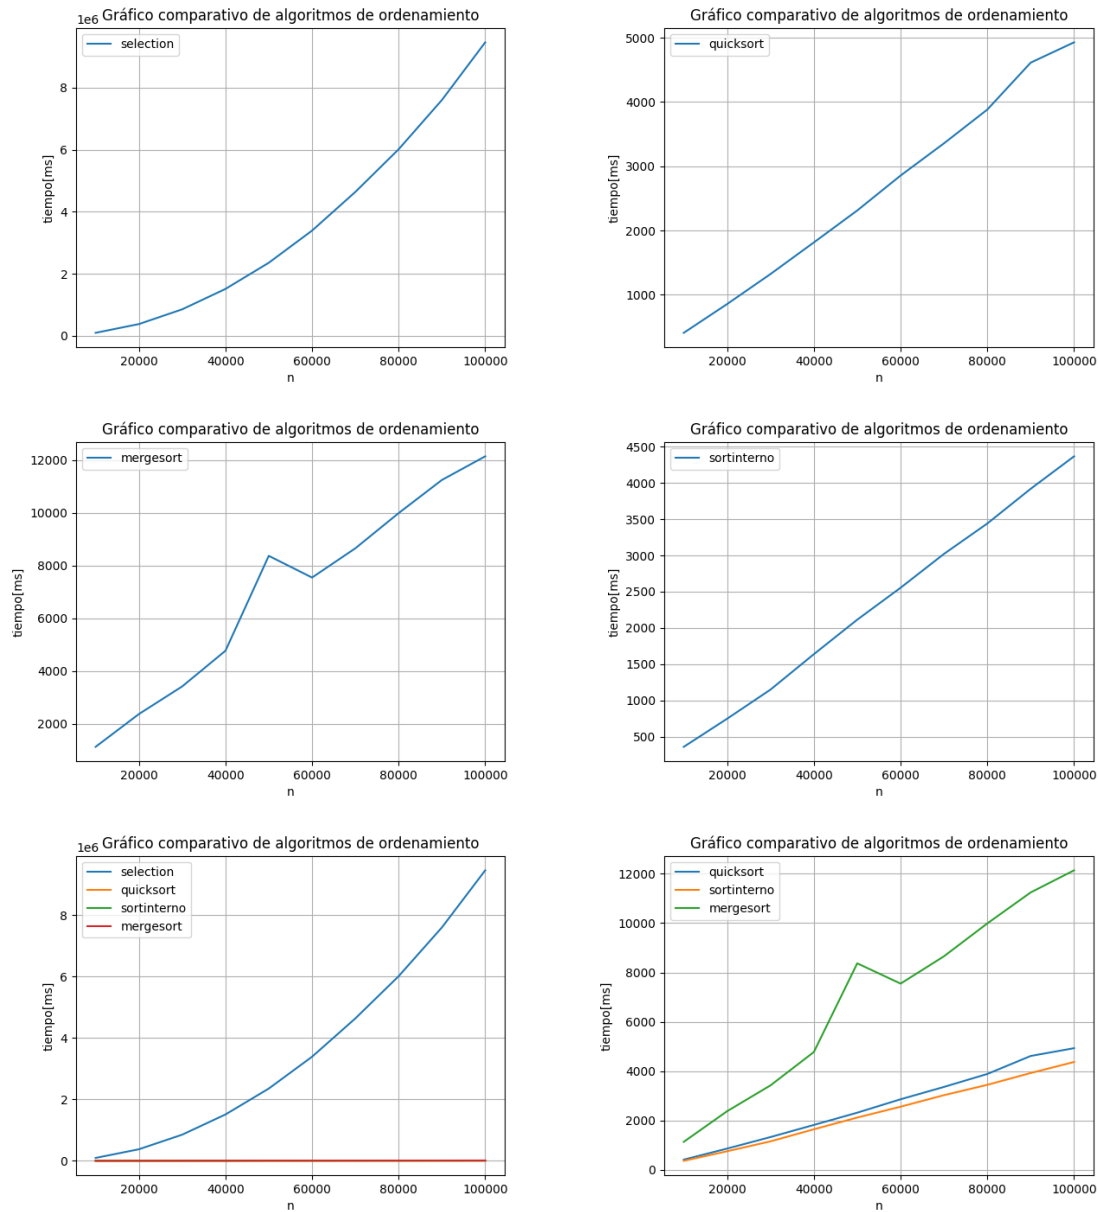 Gráfico comparativo de algoritmos de ordenamiento
1e6
selection
8
6
4
2
0
tiempo[ms]
20000 40000 60000 80000 100000
n
Gráfico comparativo de algoritmos de ordenamiento
quicksort
5000
4000
3000
2000
1000
tiempo[ms]
20000 40000 60000 80000 100000
n
Gráfico comparativo de algoritmos de ordenamiento
mergesort
12000
10000
8000
6000
4000
2000
tiempo[ms]
20000 40000 60000 80000 100000
n
Gráfico comparativo de algoritmos de ordenamiento
sortinterno
4500
4000
3500
3000
2500
2000
1500
1000
500
tiempo[ms]
20000 40000 60000 80000 100000
n
Gráfico comparativo de algoritmos de ordenamiento
1e6
selection
quicksort
sortinterno
mergesort
8
6
4
2
0
tiempo[ms]
20000 40000 60000 80000 100000
n
Gráfico comparativo de algoritmos de ordenamiento
quicksort
sortinterno
mergesort
12000
10000
8000
6000
4000
2000
0
tiempo[ms]
20000 40000 60000 80000 100000
n